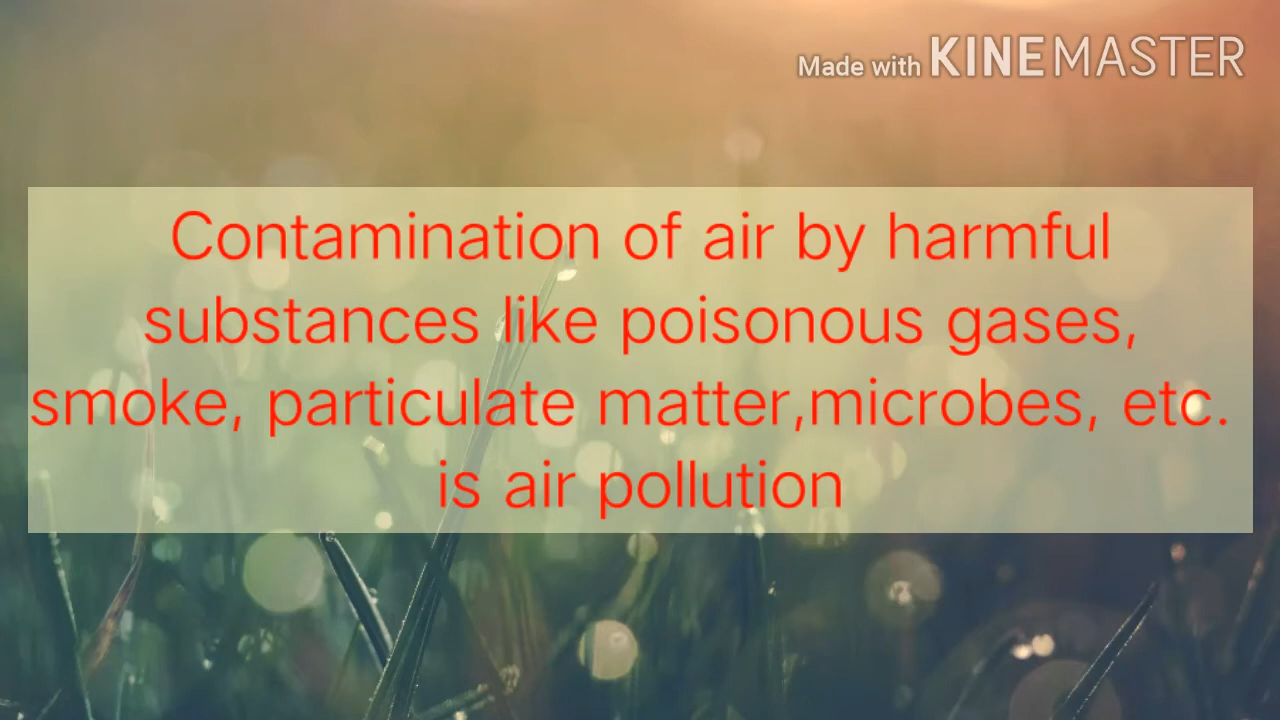 Made with KINEMASTER
Contamination of air by harmful
substances like poisonous gases,
smoke, particulate matter,microbes, etc.
is air pollution